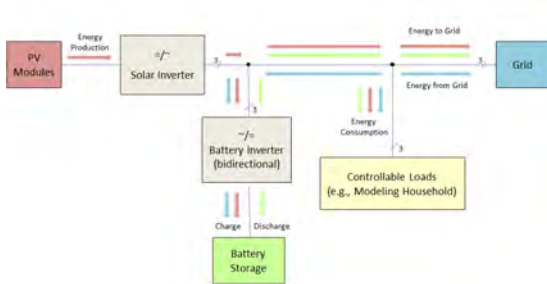 Energy
Production
PV
Modules
=/~
Solar Inverter
3
Energy to Grid
3
Grid
Energy from Grid
3
~/=
Battery Inverter
(bidirectional)
Energy
Consumption
3
Controllable Loads
(e.g., Modeling Household)
Charge
Discharge
Battery
Storage